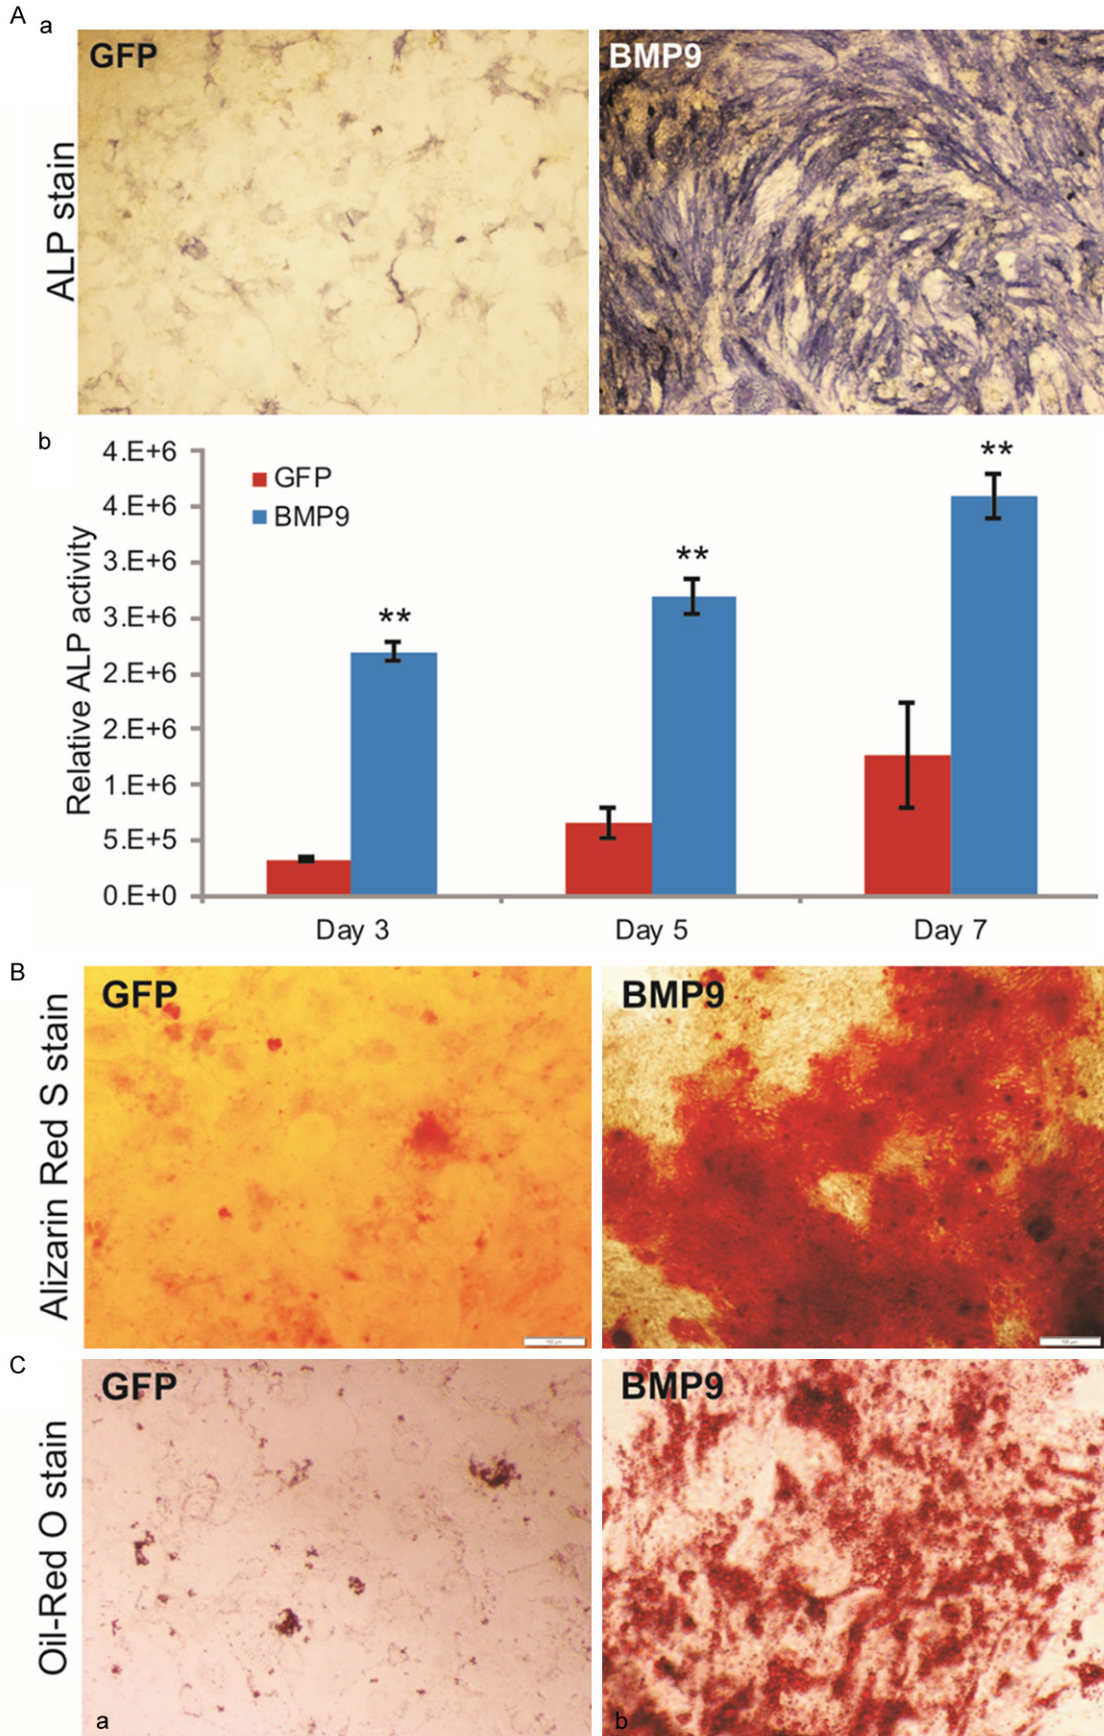 A
a
GFP
BMP9
ALP stain
b
4.E+6
4.E+6
3.E+6
3.E+6
2.E+6
2.E+6
1.E+6
5.E+5
0.E+0
Relative ALP activity
GFP
BMP9
**
**
**
Day 3
Day 5
Day 7
B
GFP
BMP9
Alizarin Red S stain
C
GFP
BMP9
Oil-Red O stain
a
b